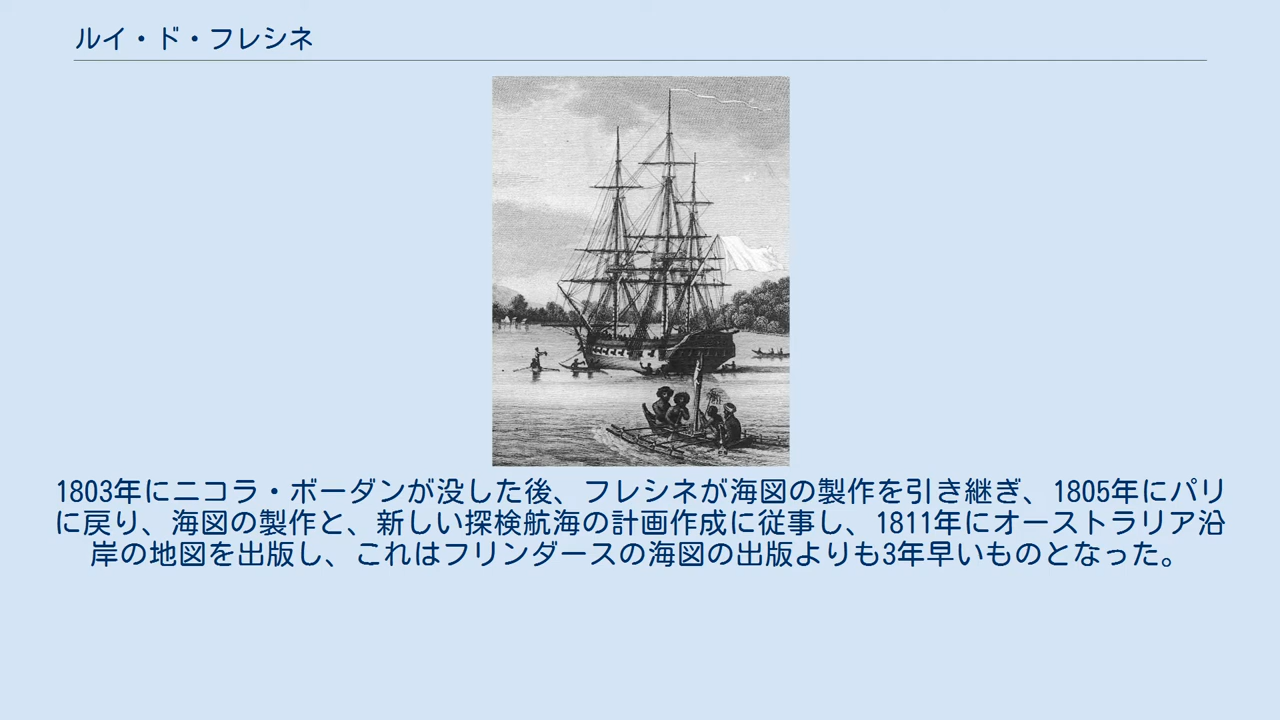 ルイ・ド・フレシネ
1803年にニコラ・ボーダンが没した後、フレシネが海図の製作を引き継ぎ、1805年にパリ
に戻り、海図の製作と、新しい探検航海の計画作成に従事し、1811年にオーストラリア沿
岸の地図を出版し、これはフリンダースの海図の出版よりも3年早いものとなった。